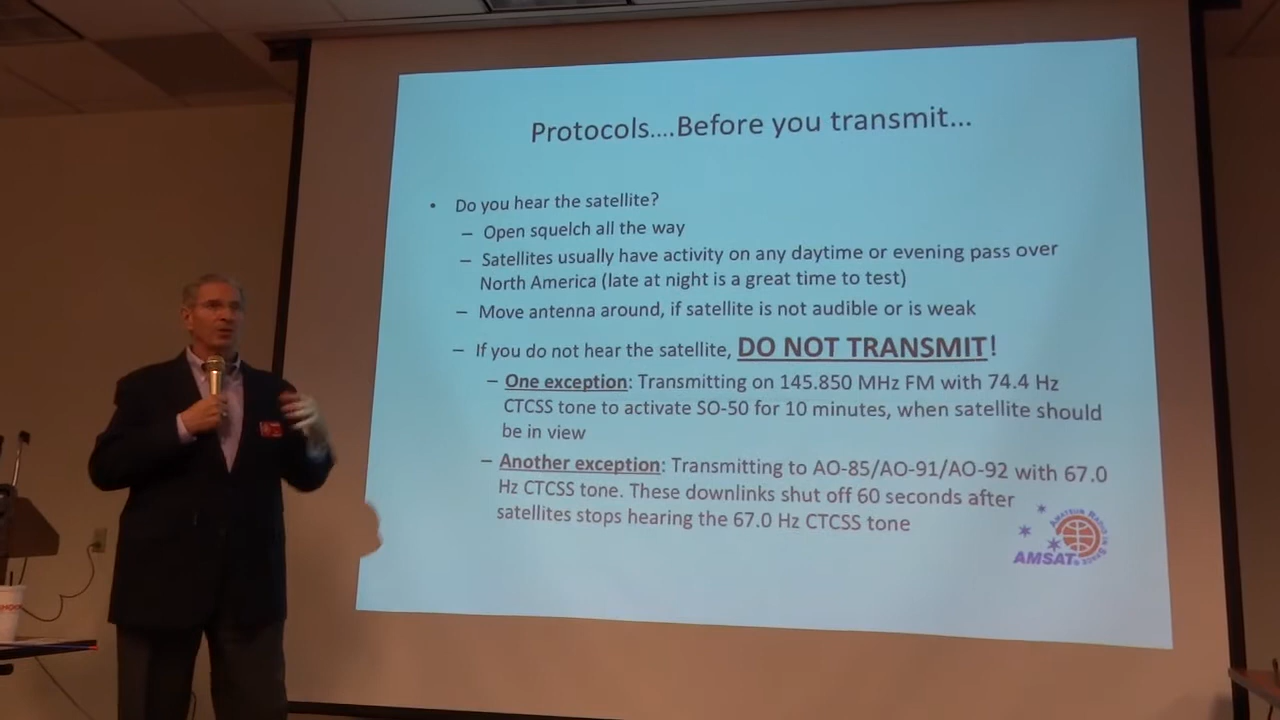 Protocols....Before you transmit...
• Do you hear the satellite?
– Open squelch all the way
– Satellites usually have activity on any daytime or evening pass over
North America (late at night is a great time to test)
– Move antenna around, if satellite is not audible or is weak
– If you do not hear the satellite, DO NOT TRANSMIT!
– One exception: Transmitting on 145.850 MHz FM with 74.4 Hz
CTCSS tone to activate SO-50 for 10 minutes, when satellite should
be in view
– Another exception: Transmitting to AO-85/AO-91/AO-92 with 67.0
Hz CTCSS tone. These downlinks shut off 60 seconds after
satellites stops hearing the 67.0 Hz CTCSS tone
Amateur Radio in Space
AMSAT